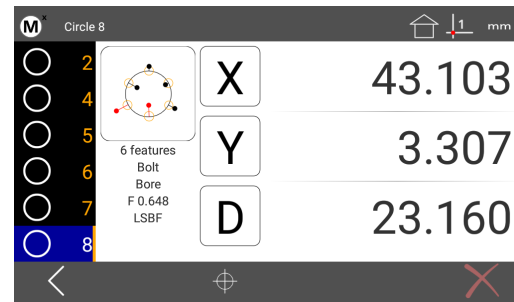 Mx Circle 8
1 mm
2
4
5
6
7
8
6 features
Bolt
Bore
F 0.648
LSBF
X 43.103
Y 3.307
D 23.160